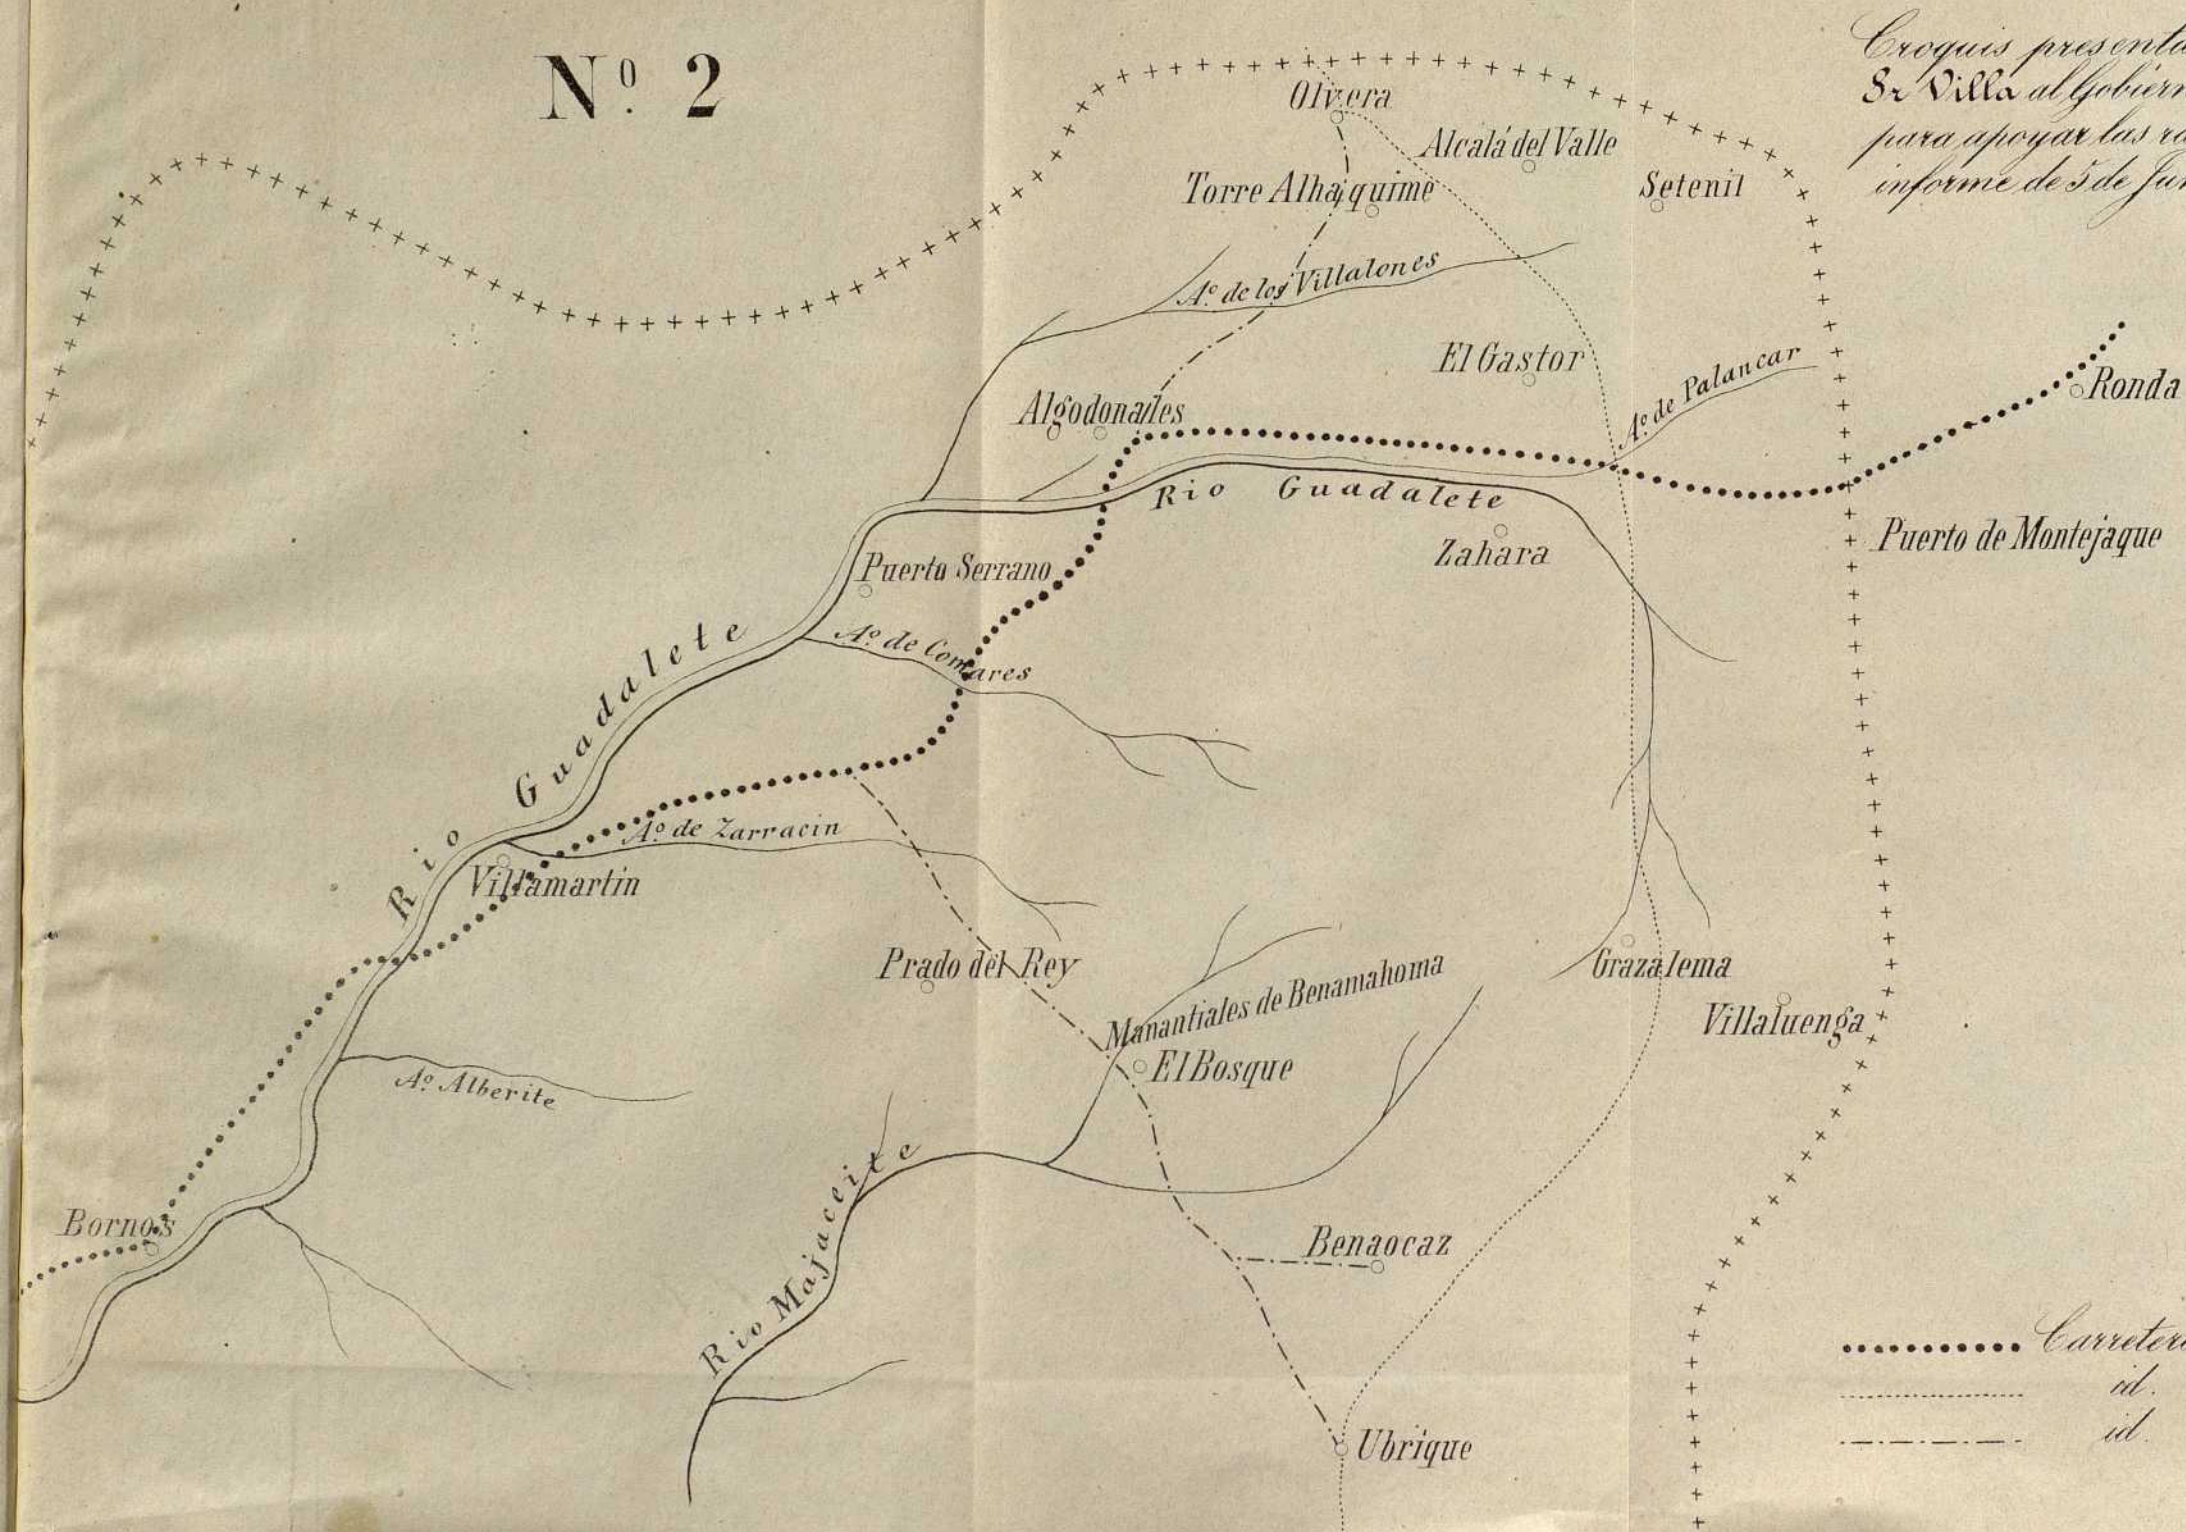 Nº. 2
Croquis presenta
Sr Villa al Gobiern
para apoyar las ra
informe de 5 de Jun
Olvera
Alcalá del Valle
Torre Alhaquime
Setenil
Aº. de los Villalones
El Gastor
Aº. de Palancar
Ronda
Algodonales
Rio Guadalete
Zahara
Puerto de Montejaque
Puerto Serrano
Aº. de Comares
Rio Guadalete
Aº. de Zarracin
Villamartin
Prado del Rey
Manantiales de Benamahoma
Grazalema
Villaluenga
El Bosque
Aº. Alberite
Rio Majaceite
Bornos
Benaocaz
Ubrique
Carreter
id.
id.